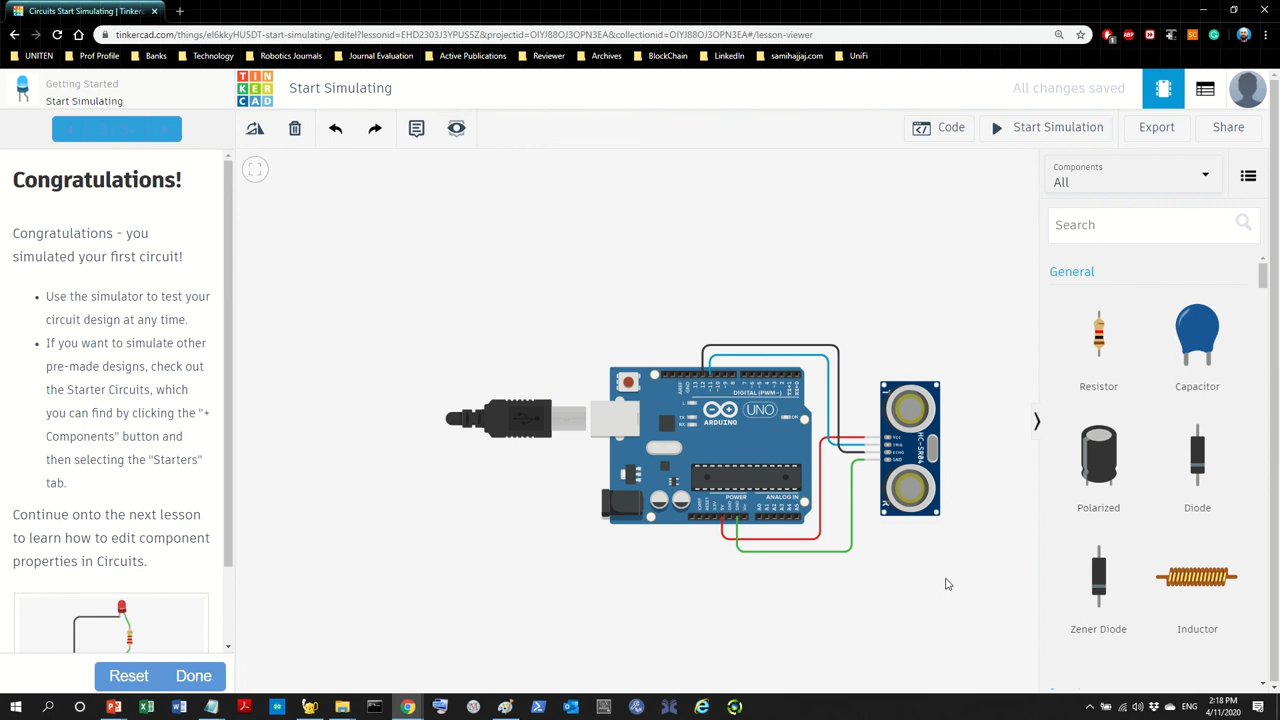 Circuits Start Simulating | Tinker
tinkercad.com/things/eI6kkyHU5DT-start-simulating/editel?lessonid=EHD2303J3YPUS5Z&projectid=OIYJ88OJ3OPN3EA&collectionid=OIYJ88OJ3OPN3EA#/lesson-viewer
UNITEN
Prof Profile
Banks
Technology
Robotics Journals
Journal Evaluation
Active Publications
Reviewer
Archives
BlockChain
LinkedIn
samihajjaj.com
UniFi
Getting Started
Start Simulating
TINKERCAD
Start Simulating
All changes saved
Code
Start Simulation
Export
Share
Congratulations!
Congratulations - you
simulated your first circuit!
Use the simulator to test your
circuit design at any time.
If you want to simulate other
pre-made designs, check out
the Starter Circuits, which
you can find by clicking the "+
Components" button and
then selecting the "Starters"
tab.
Continue onto the next lesson
to learn how to edit component
properties in Circuits.
Reset
Done
DIGITAL (PWM~)
UNO
ARDUINO
POWER
ANALOG IN
HC-SR04
Components
All
Search
General
Resistor
Capacitor
Polarized
Diode
Zener Diode
Inductor
ENG
2:18 PM
4/11/2020